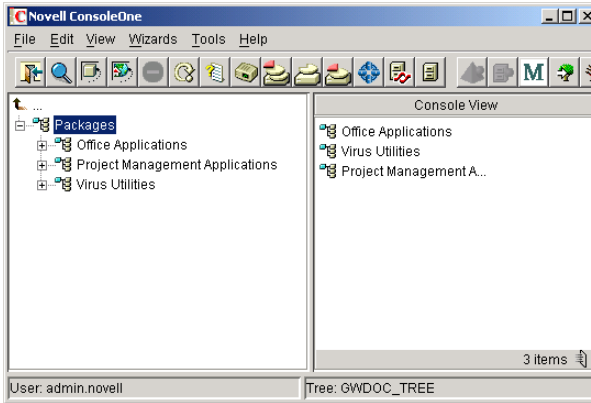 Novell ConsoleOne
File Edit View Wizards Tools Help
M
...
Packages
Office Applications
Project Management Applications
Virus Utilities
Console View
Office Applications
Virus Utilities
Project Management A...
3 items
User: admin.novell
Tree: GWDOC_TREE